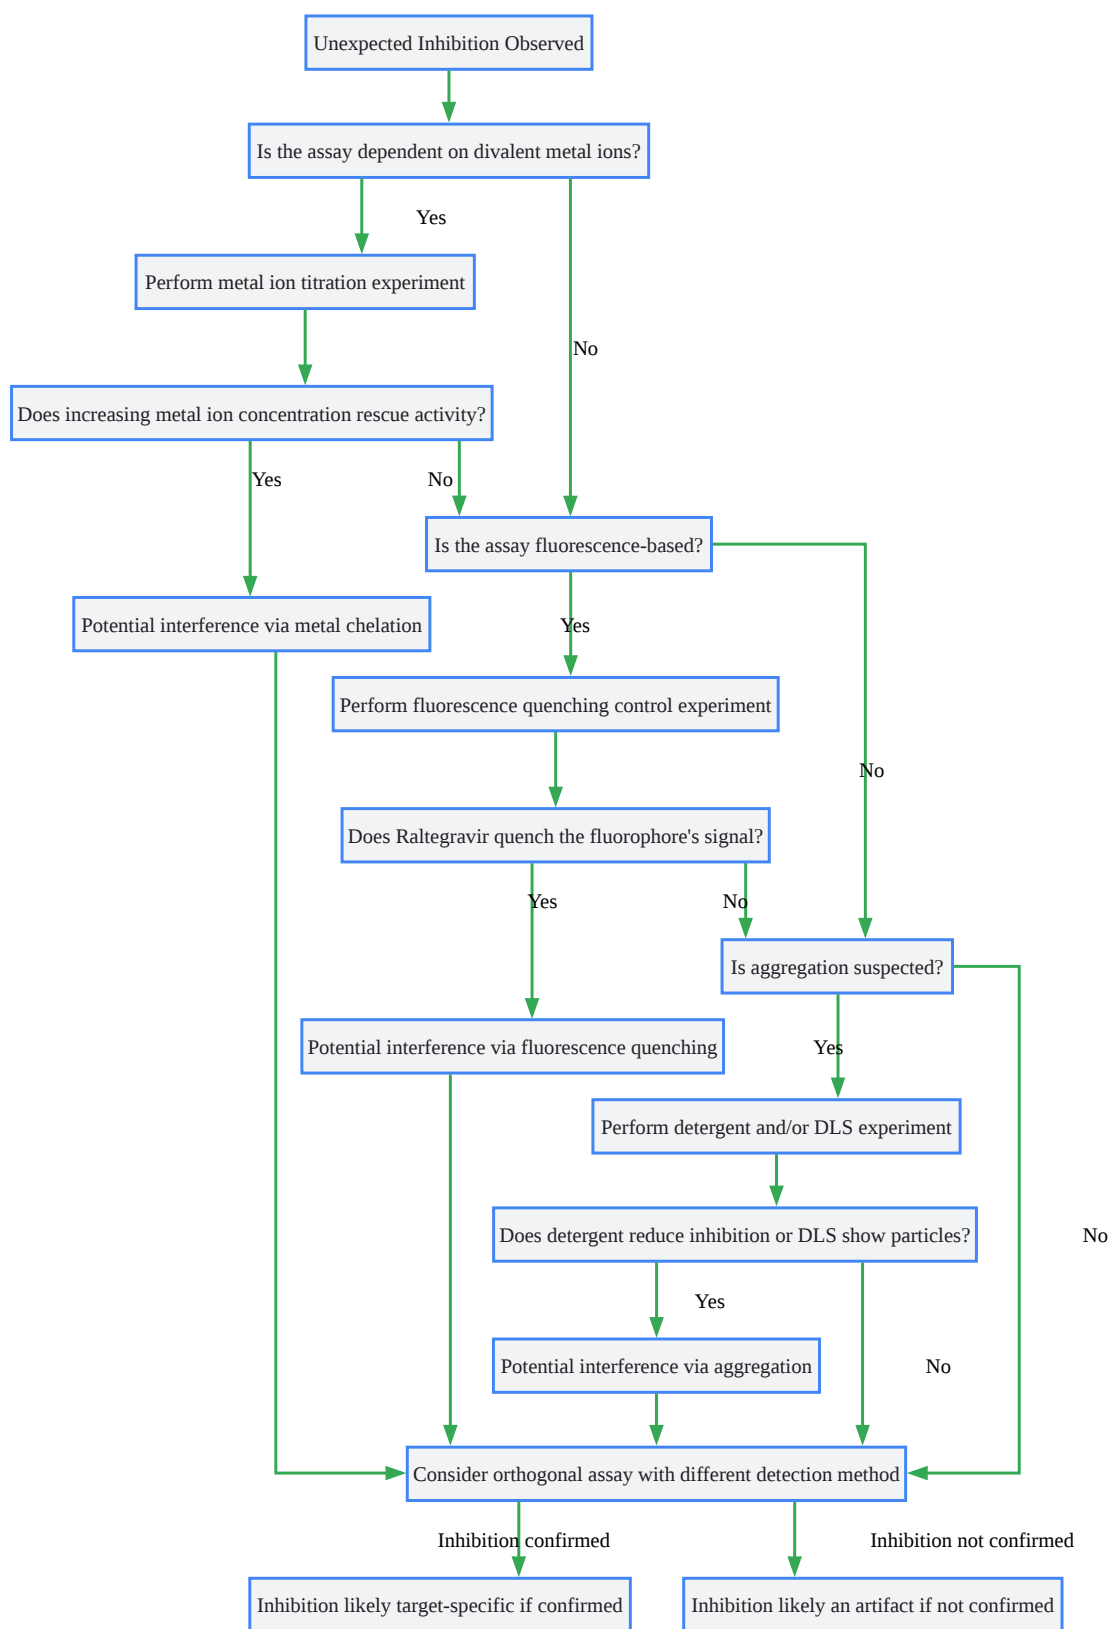 Unexpected Inhibition Observed
Is the assay dependent on divalent metal ions?
Yes
Perform metal ion titration experiment
No
Does increasing metal ion concentration rescue activity?
Yes
No
Is the assay fluorescence-based?
Potential interference via metal chelation
Yes
Perform fluorescence quenching control experiment
No
Does Raltegravir quench the fluorophore's signal?
Yes
No
Is aggregation suspected?
Potential interference via fluorescence quenching
Yes
Perform detergent and/or DLS experiment
Does detergent reduce inhibition or DLS show particles?
No
Yes
Potential interference via aggregation
No
Consider orthogonal assay with different detection method
Inhibition confirmed
Inhibition not confirmed
Inhibition likely target-specific if confirmed
Inhibition likely an artifact if not confirmed